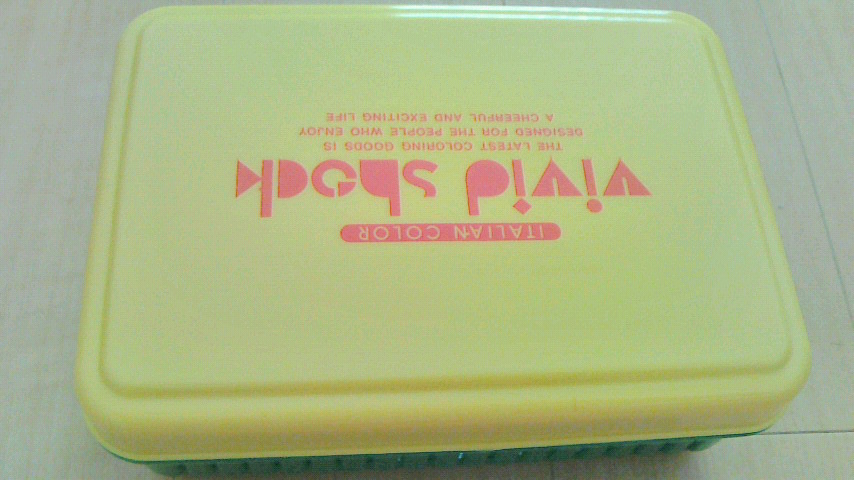 ITALIAN COLOR
vivid shock
THE LATEST COLORING GOODS IS
DESIGNED FOR THE PEOPLE WHO ENJOY
A CHEERFUL AND EXCITING LIFE